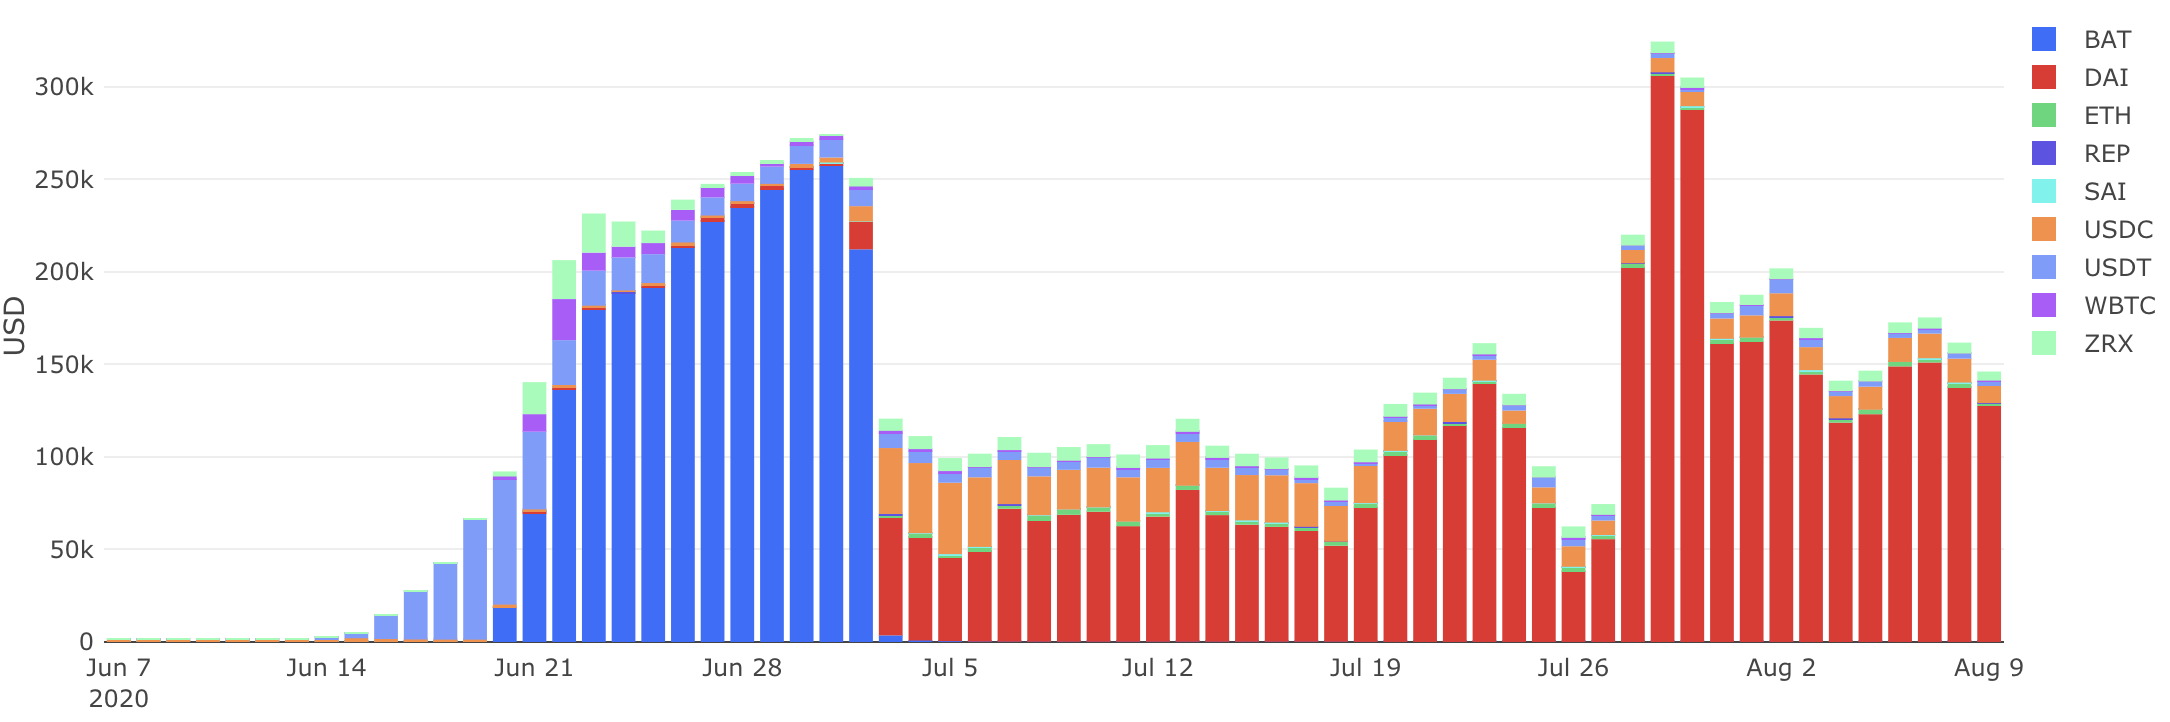 300k
250k
200k
150k
100k
50k
0
USD
Jun 7
2020
Jun 14
Jun 21
Jun 28
Jul 5
Jul 12
Jul 19
Jul 26
Aug 2
Aug 9
BAT
DAI
ETH
REP
SAI
USDC
USDT
WBTC
ZRX